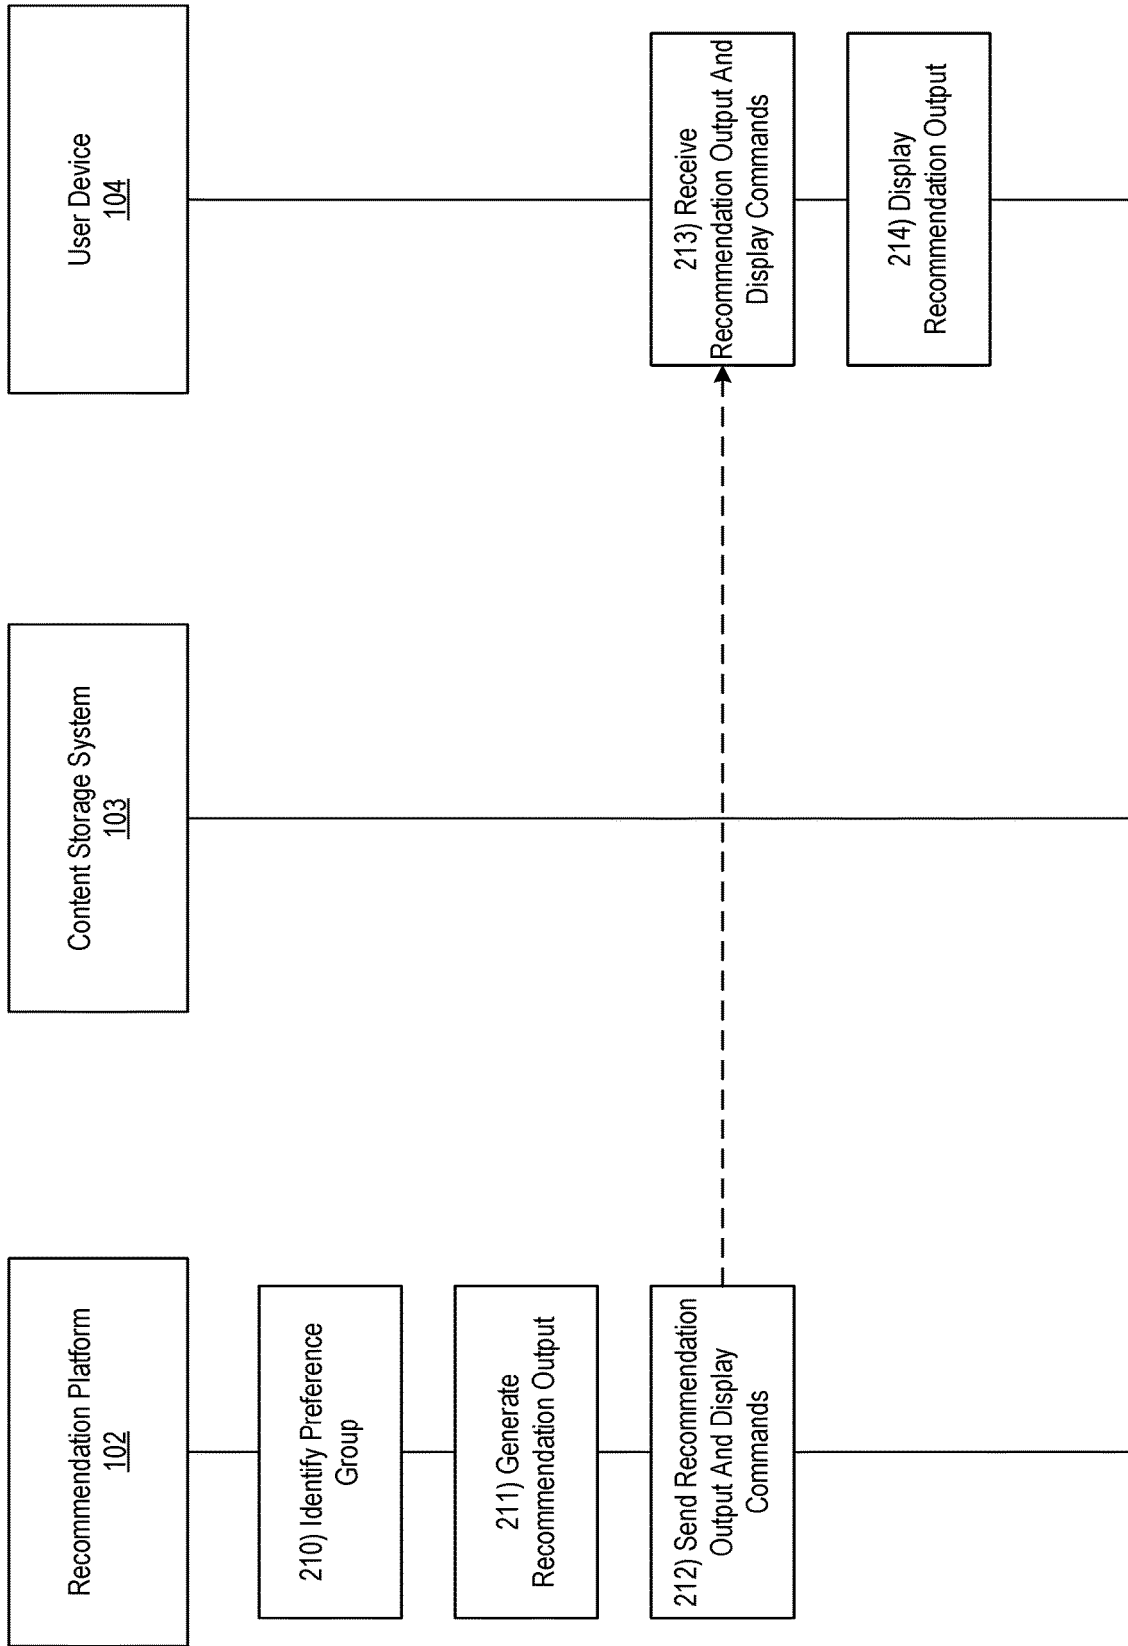 Recommendation Platform
102
Content Storage System
103
User Device
104
210) Identify Preference
Group
211) Generate
Recommendation Output
212) Send Recommendation
Output And Display
Commands
213) Receive
Recommendation Output And
Display Commands
214) Display
Recommendation Output